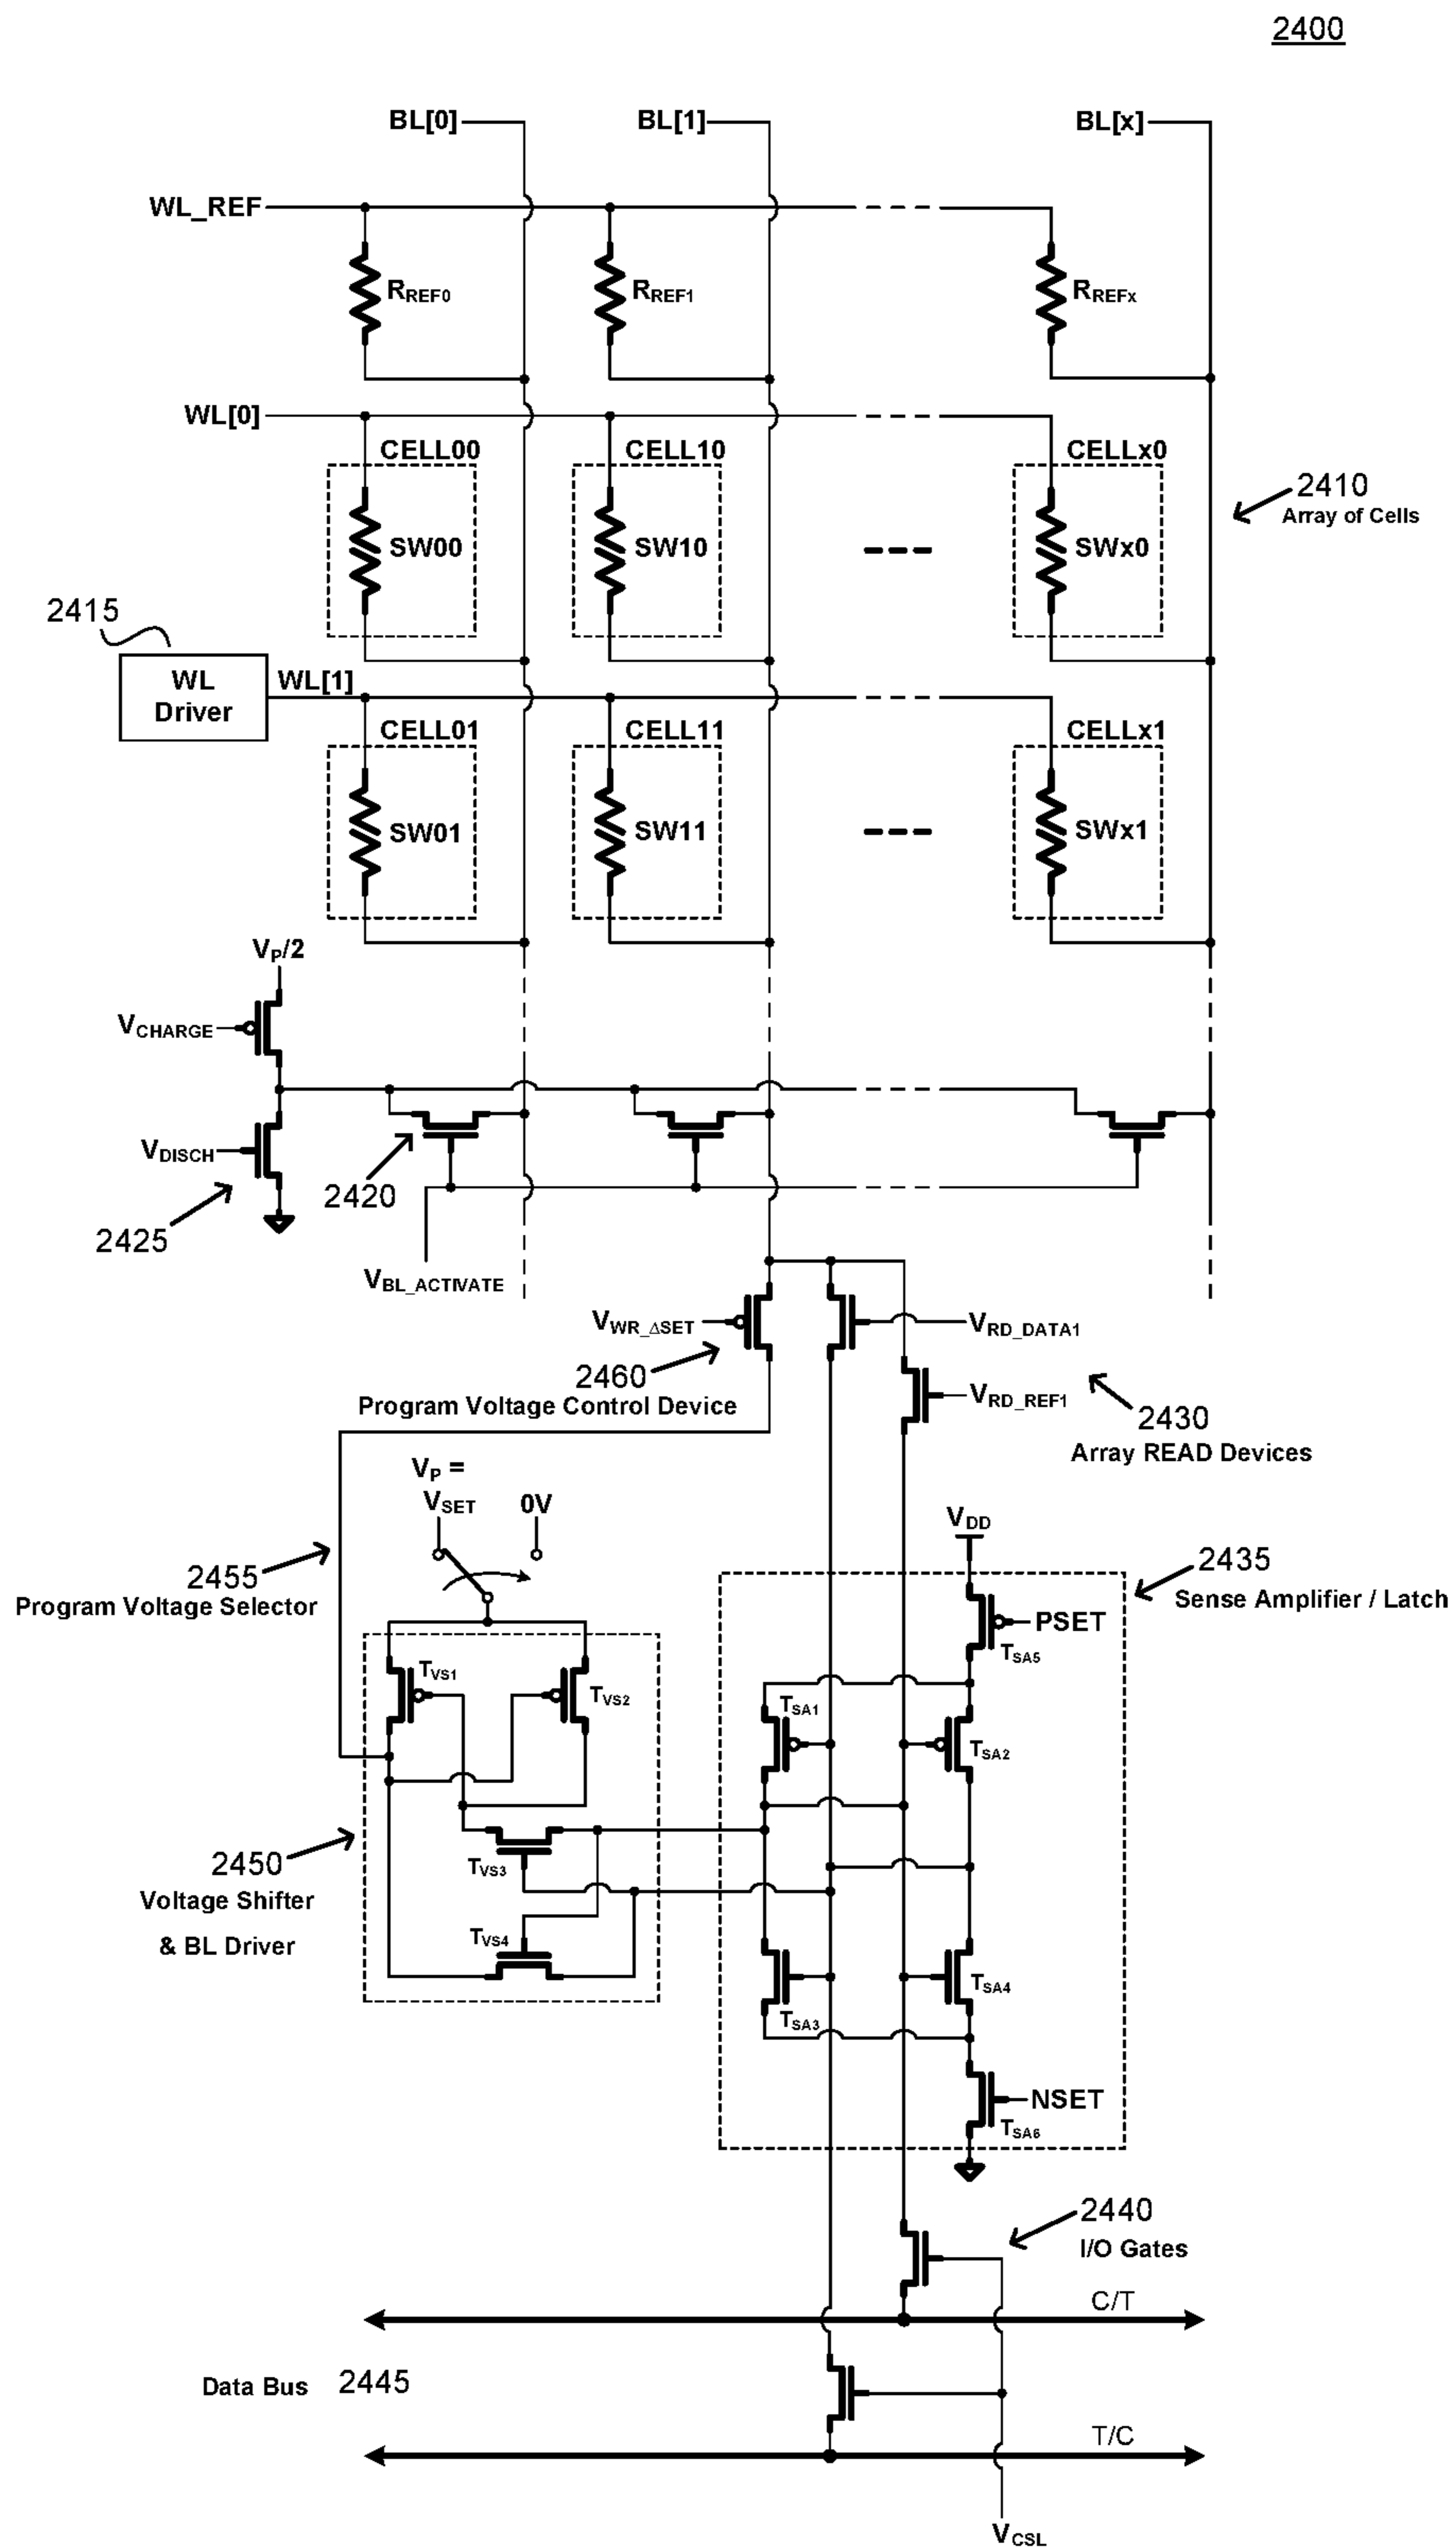 2400
BL[0]
BL[1]
BL[x]
WL_REF
RREF0
RREF1
RREFx
WL[0]
CELL00
CELL10
CELLx0
SW00
SW10
SWx0
2410
Array of Cells
2415
WL
Driver
WL[1]
CELL01
CELL11
CELLx1
SW01
SW11
SWx1
VP/2
VCHARGE
VDISCH
2425
2420
VBL_ACTIVATE
VWR_ΔSET
VRD_DATA1
2460
Program Voltage Control Device
VRD_REF1
2430
Array READ Devices
VP =
VSET
0V
2455
Program Voltage Selector
VDD
2435
Sense Amplifier / Latch
PSET
TSA5
TVS1
TVS2
TSA1
TSA2
2450
Voltage Shifter
& BL Driver
TVS3
TVS4
TSA3
TSA4
NSET
TSA6
2440
I/O Gates
C/T
Data Bus 2445
T/C
VCSL